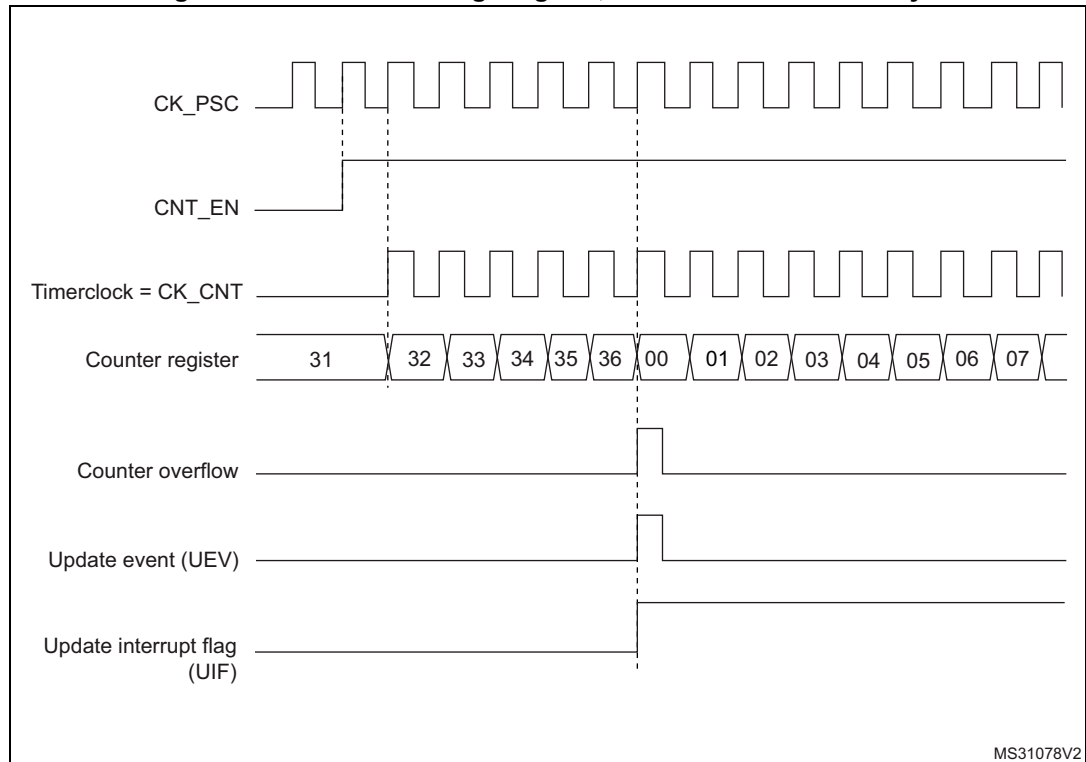 CK_PSC
CNT_EN
Timerclock = CK_CNT
Counter register 31 32 33 34 35 36 00 01 02 03 04 05 06 07
Counter overflow
Update event (UEV)
Update interrupt flag
(UIF)
MS31078V2